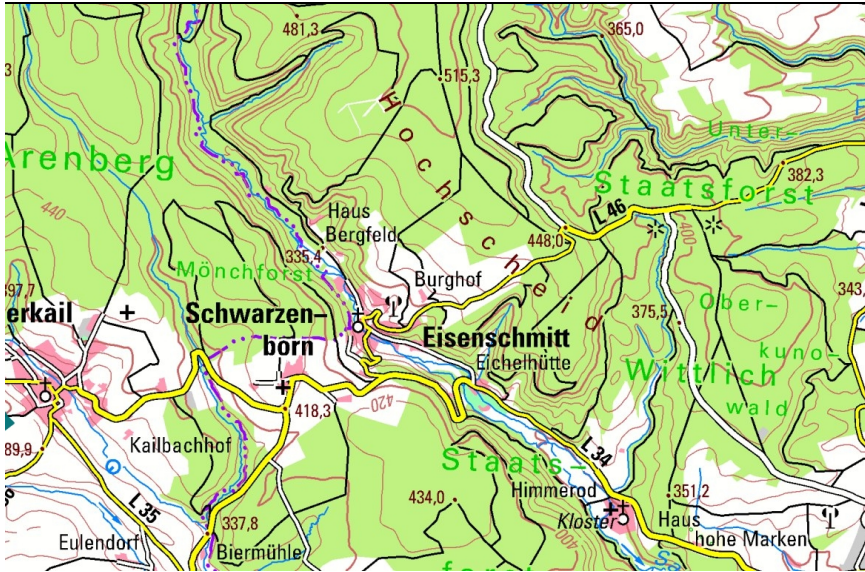 481,3
365,0
515,3
Hochscheid
Unter-
Arenberg
382,3
Staatsforst
L 46
Haus
Bergfeld
440
400
448,0
335,4
Mönchforst
Burghof
397,7
343,
erkail
Schwarzen-
born
Eisenschmitt
Eichelhütte
375,5
Ober-
kuno-
wald
Wittlich
420
418,3
Kailbachhof
89,9
L 34
Staats-
434,0
Himmerod
Kloster
351,2
Haus
hohe Marken
L 35
337,8
400
Eulendorf
Biermühle
forst